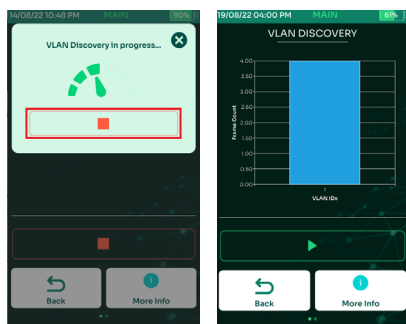 14/08/22 10:48 PM MAIN 90%
VLAN Discovery in progress...
Back
More Info
19/08/22 04:00 PM MAIN 61%
VLAN DISCOVERY
4.00
3.50
3.00
2.50
2.00
1.50
1.00
0.50
0.00
Frame Count
1
VLAN IDs
Back
More Info